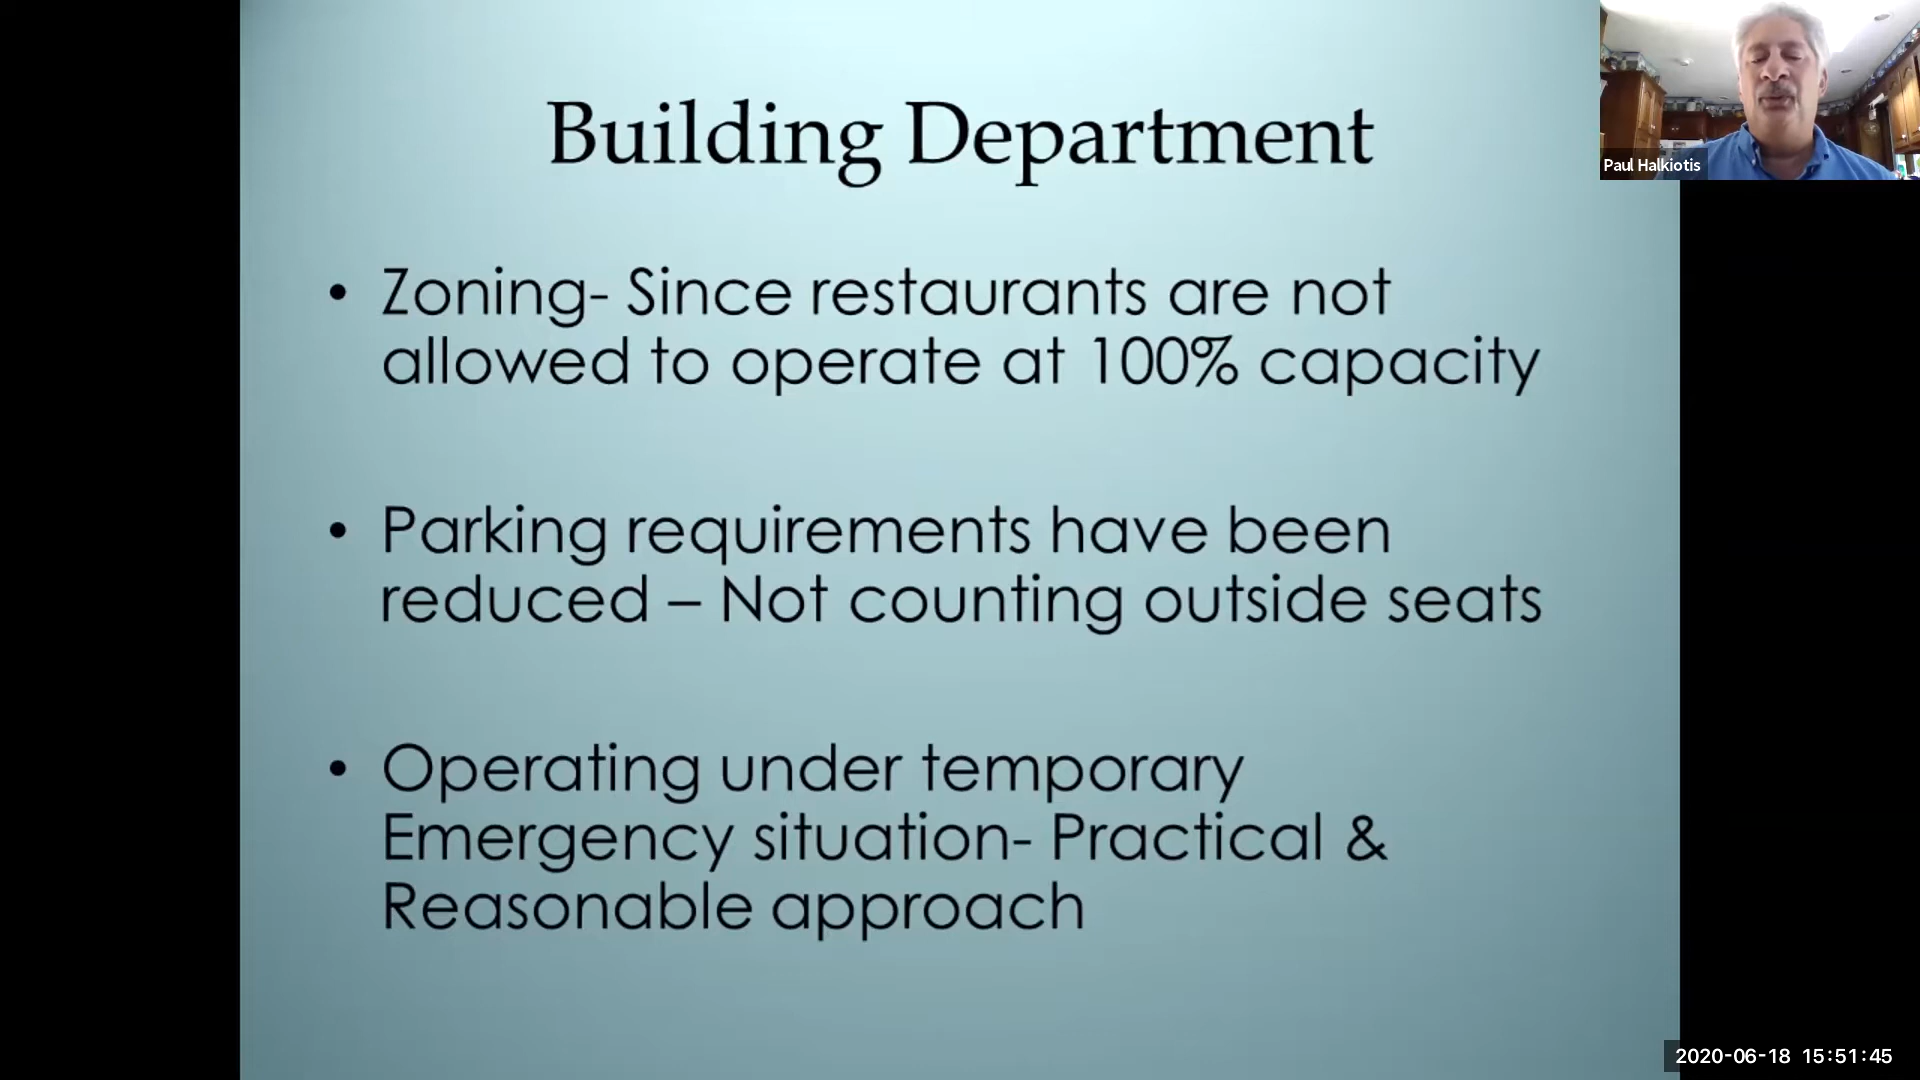 Building Department
Paul Halkiotis
• Zoning- Since restaurants are not
allowed to operate at 100% capacity
• Parking requirements have been
reduced – Not counting outside seats
• Operating under temporary
Emergency situation- Practical &
Reasonable approach
2020-06-18 15:51:45